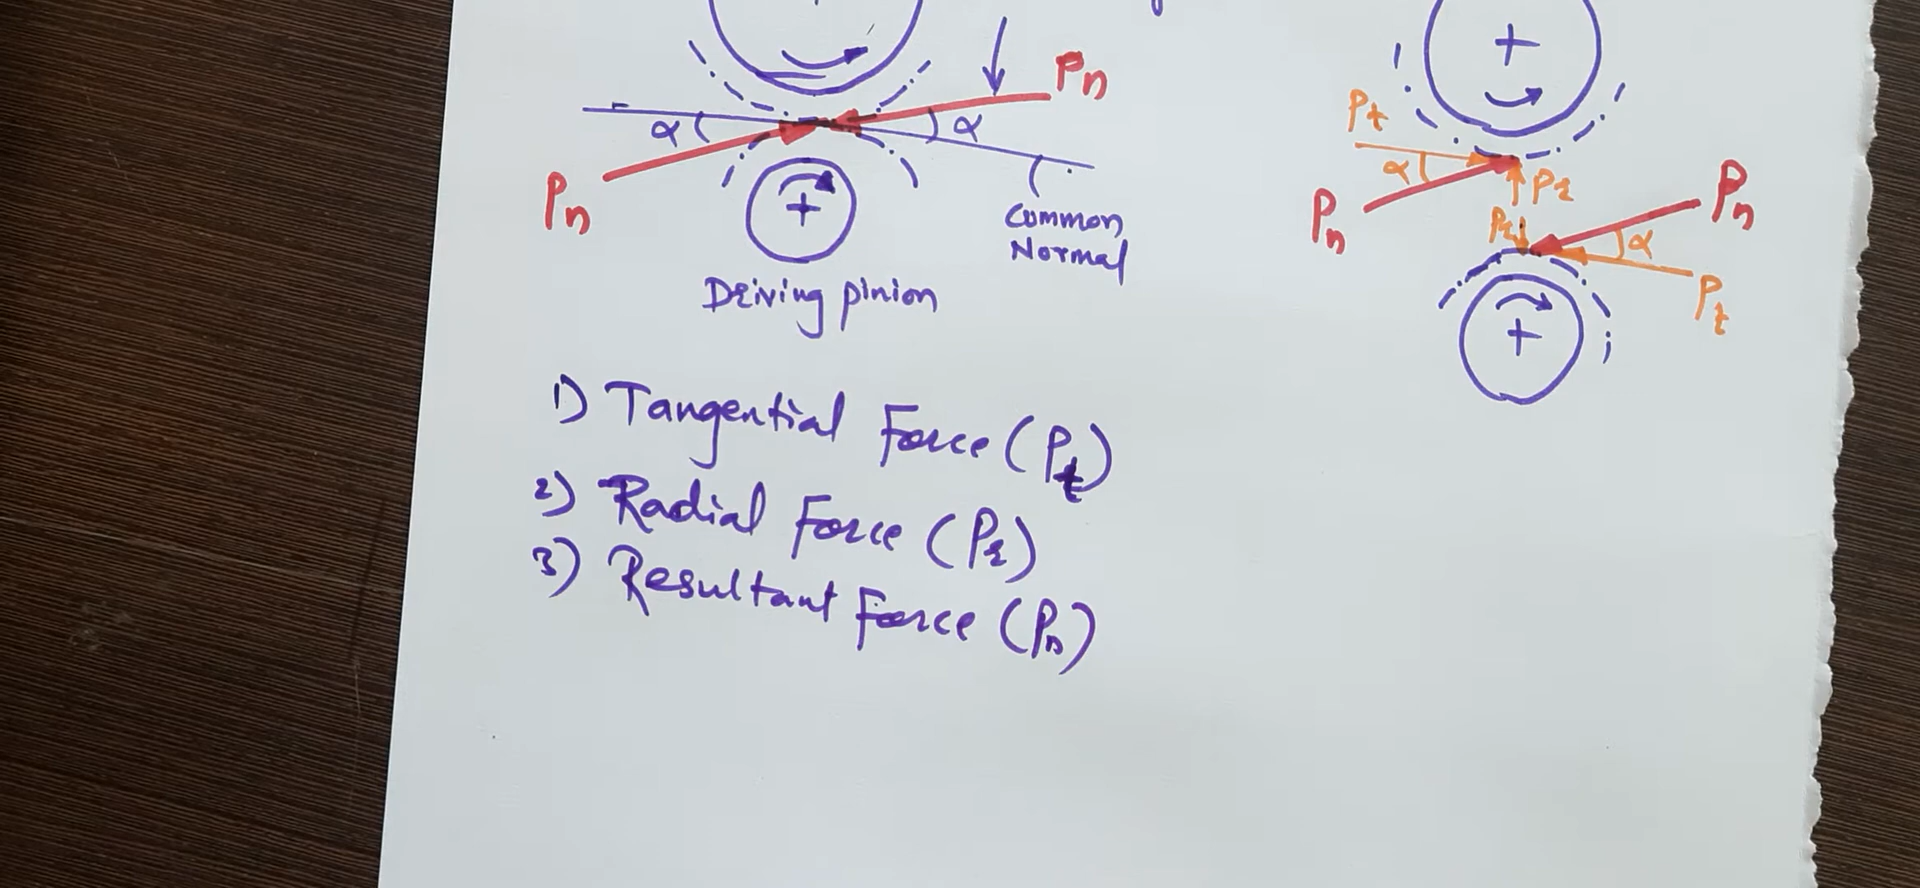 Pn
α
α
Pn
Common
Normal
Driving pinion
Pt
α
Pr
Pn
Pr
Pn
α
Pt
1) Tangential Force (Pt)
2) Radial Force (Pr)
3) Resultant Force (Pn)